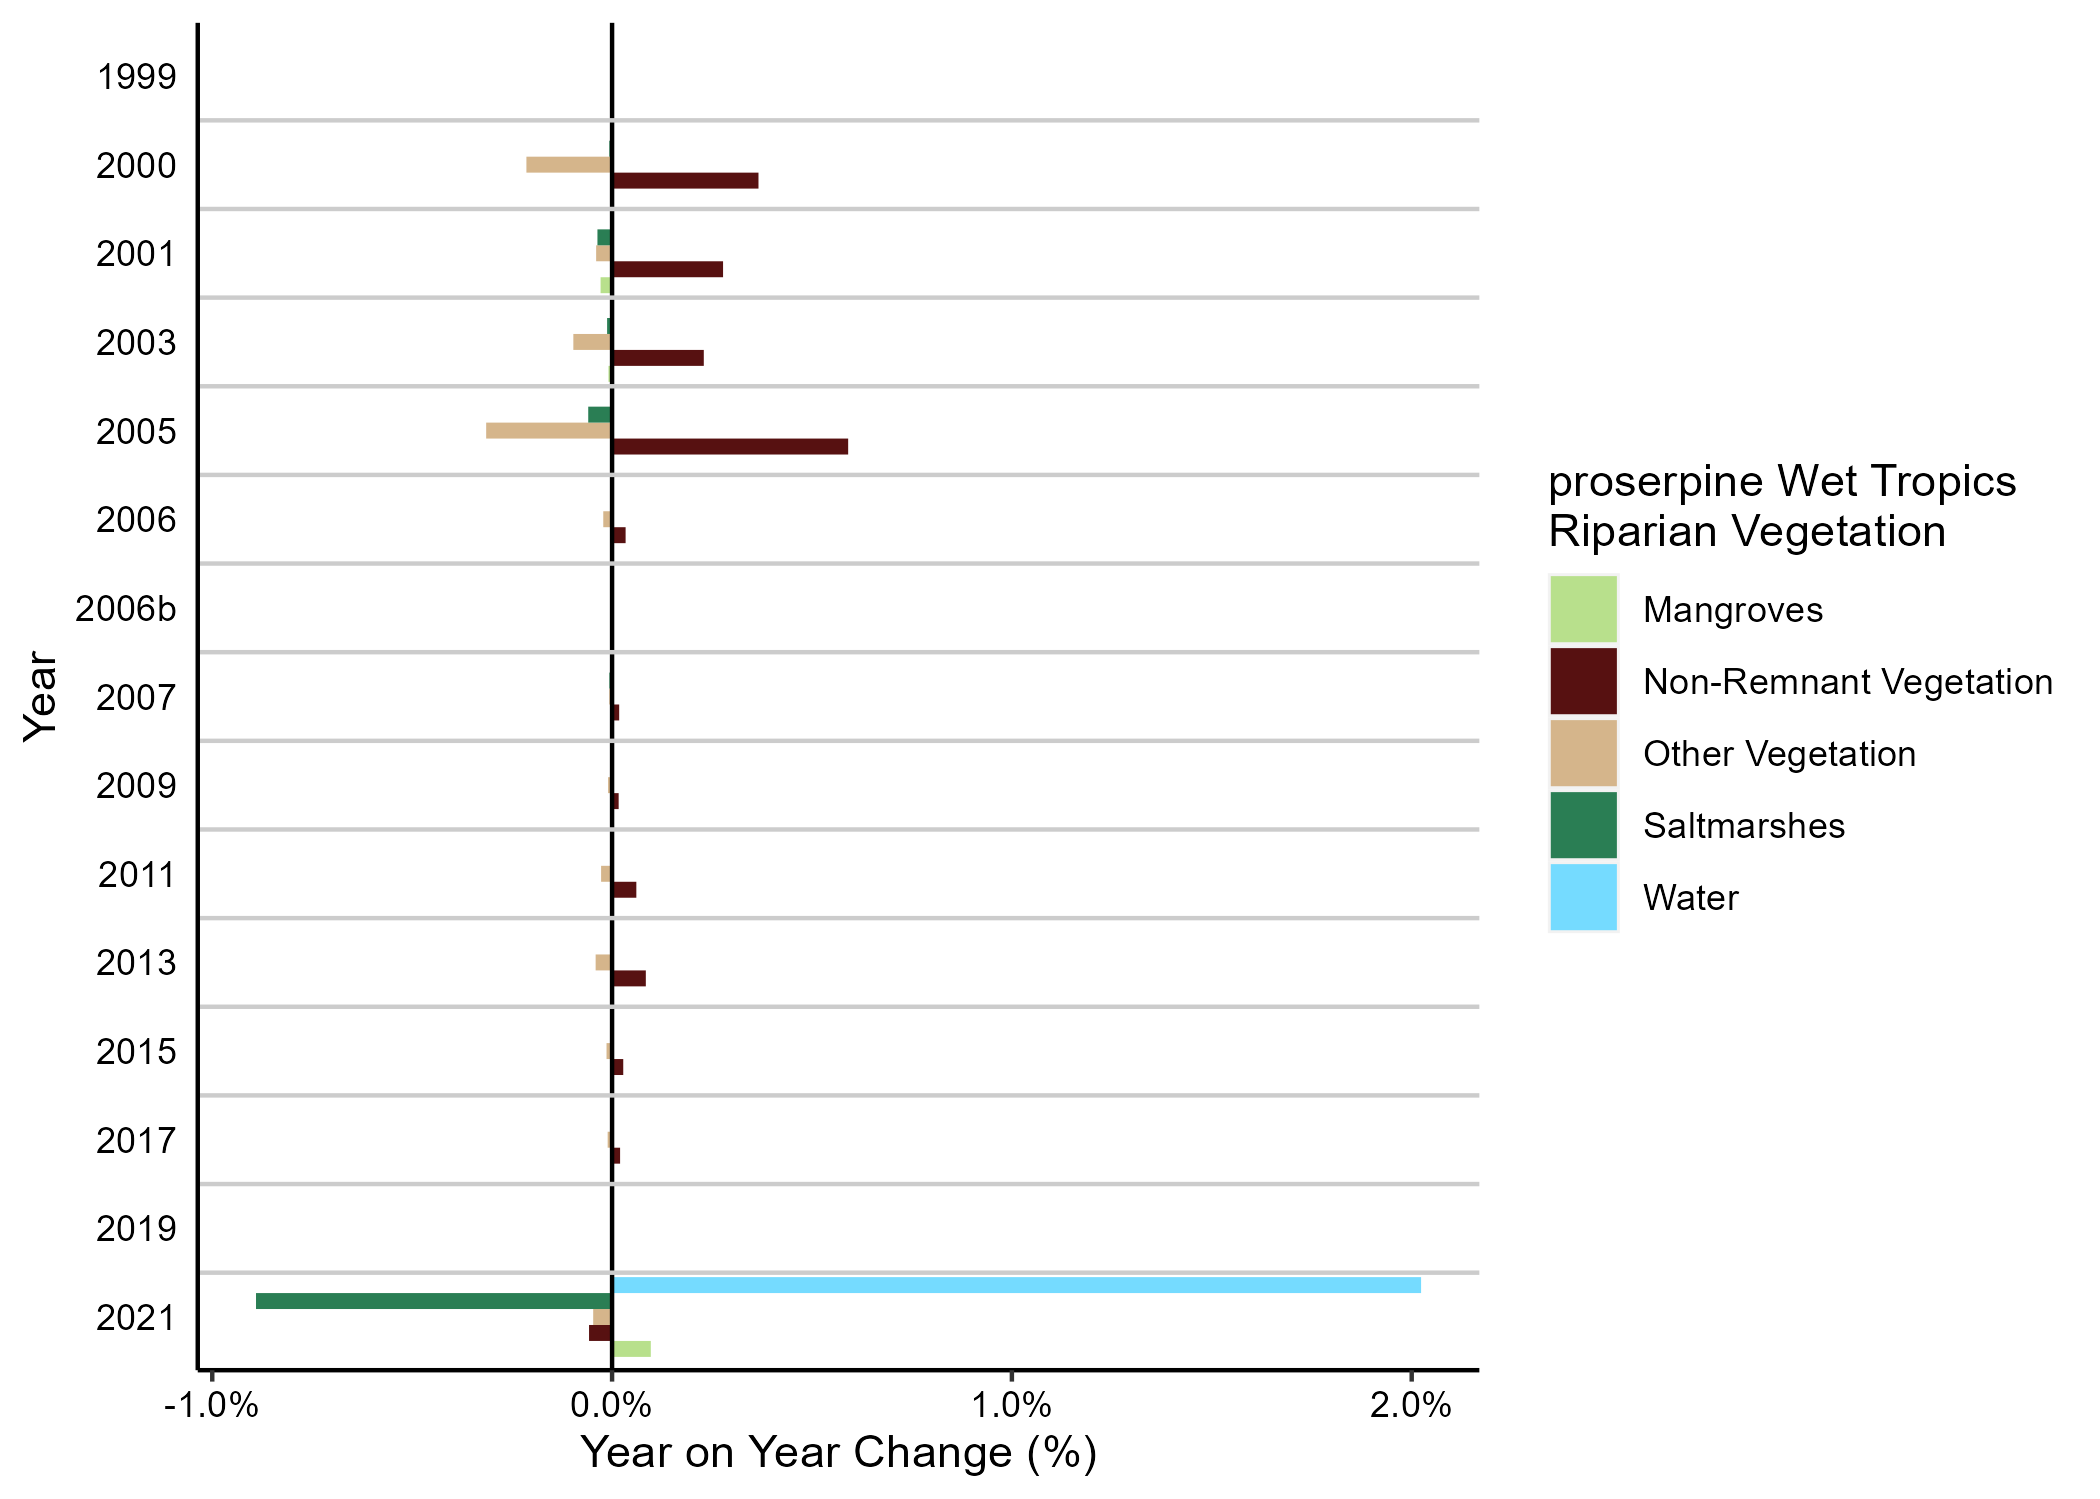 1999
2000
2001
2003
2005
2006
2006b
2007
2009
2011
2013
2015
2017
2019
2021
Year
-1.0%
0.0%
1.0%
2.0%
Year on Year Change (%)
proserpine Wet Tropics
Riparian Vegetation
Mangroves
Non-Remnant Vegetation
Other Vegetation
Saltmarshes
Water